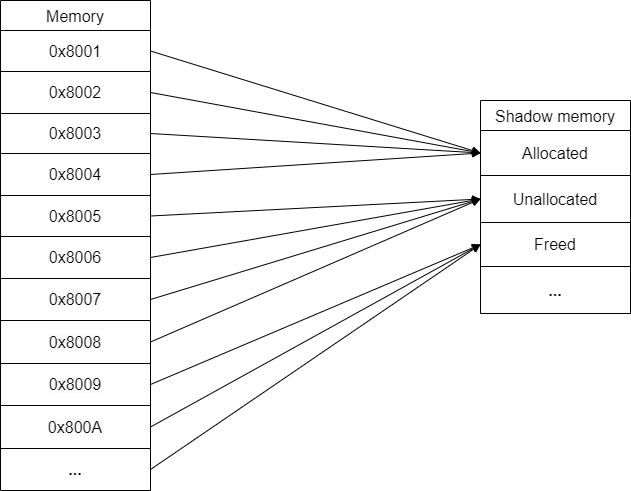 Memory
0x8001
0x8002
0x8003
0x8004
0x8005
0x8006
0x8007
0x8008
0x8009
0x800A
...
Shadow memory
Allocated
Unallocated
Freed
...